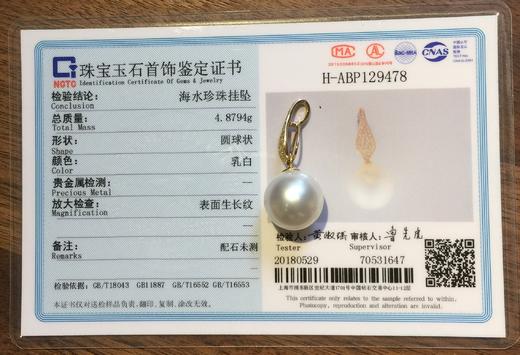 NGTC
珠宝玉石首饰鉴定证书
Identification Certificate Of Gems & Jewelry
MA
AL
ilac-MRA
CNAS
H-ABP129478
检验结论: 海水珍珠挂坠
Conclusion
总质量: 4.8794g
Total Mass
形状: 圆球状
Shape
颜色: 乳白
Color
贵金属检测: —
Precious Metal
放大检查: 表面生长纹
Magnification
备注: 配石未测
Remarks
检验依据: GB/T18043 GB11887 GB/T16552 GB/T16553
本证书仅对送检样品负责,翻印、复制、涂改无效。
检验人: 审核人:
Tester Supervisor
20180529 70531647
This certificate only relates to the sample referred to within.
Photocopy, reproduction and alteration are invalid.